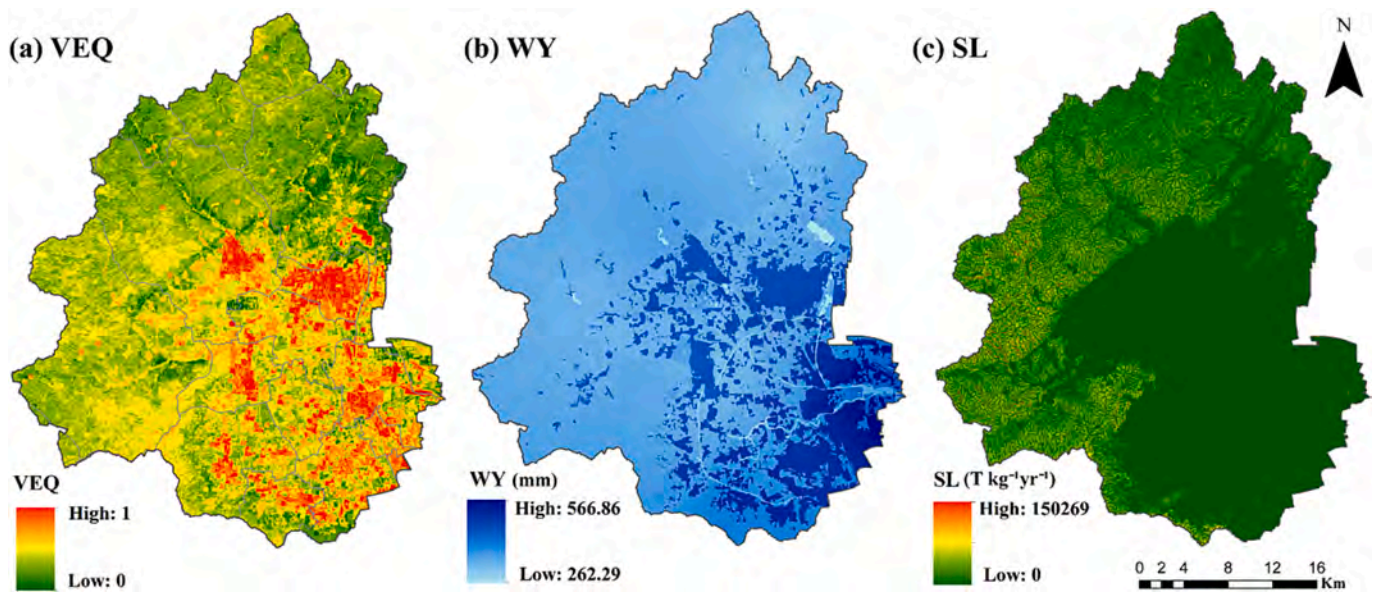 (a) VEQ
(b) WY
(c) SL
N
VEQ
High: 1
Low: 0
WY (mm)
High: 566.86
Low: 262.29
SL (T kg⁻¹yr⁻¹)
High: 150269
Low: 0
0 2 4 8 12 16
Km